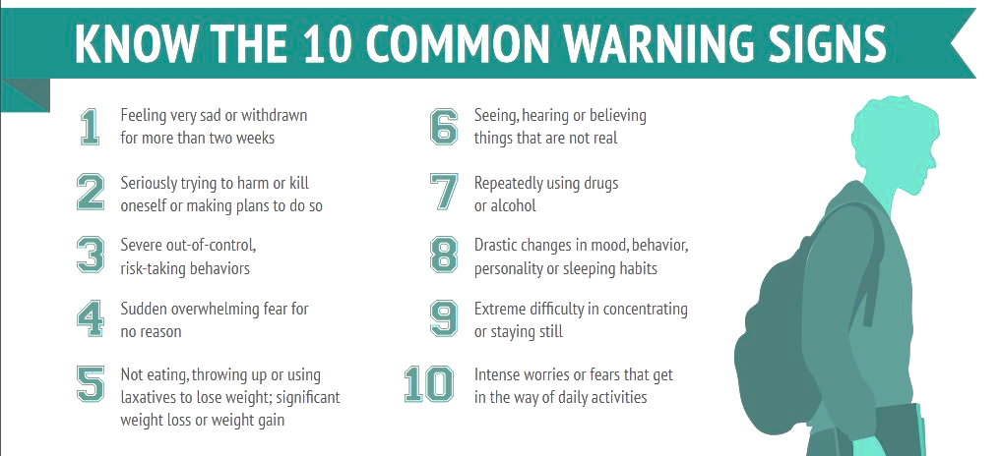 KNOW THE 10 COMMON WARNING SIGNS
1
Feeling very sad or withdrawn
for more than two weeks
2
Seriously trying to harm or kill
oneself or making plans to do so
3
Severe out-of-control,
risk-taking behaviors
4
Sudden overwhelming fear for
no reason
5
Not eating, throwing up or using
laxatives to lose weight; significant
weight loss or weight gain
6
Seeing, hearing or believing
things that are not real
7
Repeatedly using drugs
or alcohol
8
Drastic changes in mood, behavior,
personality or sleeping habits
9
Extreme difficulty in concentrating
or staying still
10
Intense worries or fears that get
in the way of daily activities